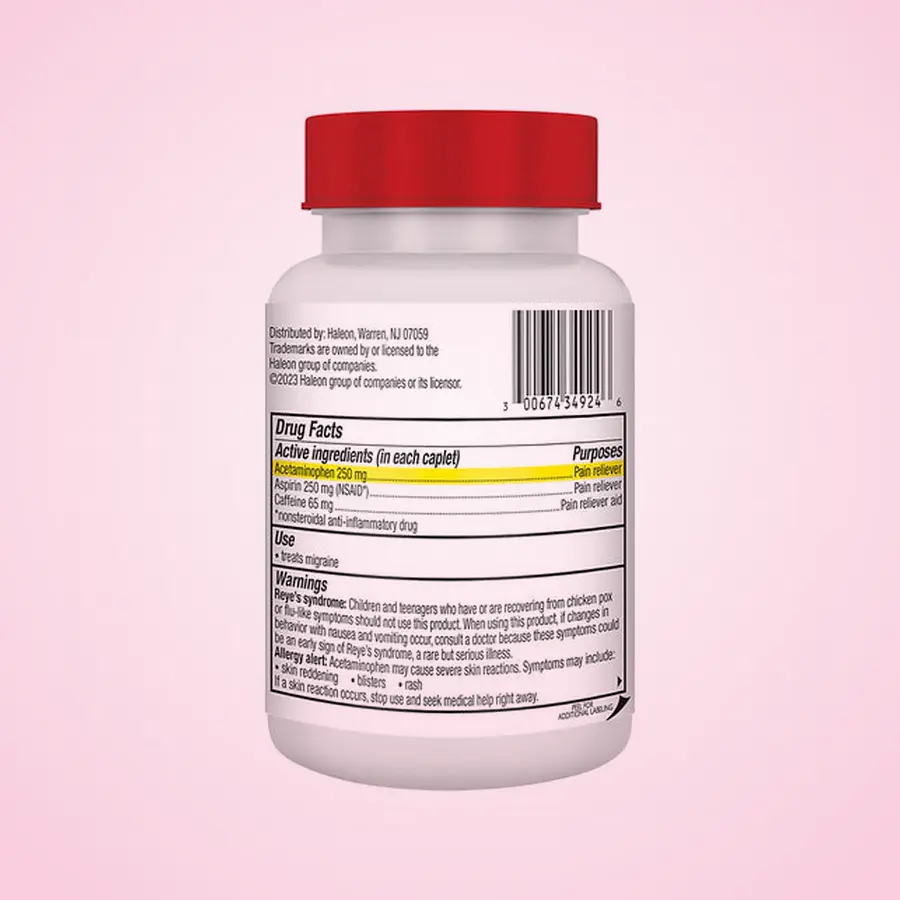 Distributed by: Haleon, Warren, NJ 07059
Trademarks are owned by or licensed to the
Haleon group of companies.
©2023 Haleon group of companies or its licensor.
3 00674 34924 6
Drug Facts
Active ingredients (in each caplet) Purposes
Acetaminophen 250 mg Pain reliever
Aspirin 250 mg (NSAID*) Pain reliever
Caffeine 65 mg Pain reliever aid
*nonsteroidal anti-inflammatory drug
Use
• treats migraine
Warnings
Reye's syndrome: Children and teenagers who have or are recovering from chicken pox
or flu-like symptoms should not use this product. When using this product, if changes in
behavior with nausea and vomiting occur, consult a doctor because these symptoms could
be an early sign of Reye's syndrome, a rare but serious illness.
Allergy alert: Acetaminophen may cause severe skin reactions. Symptoms may include:
• skin reddening • blisters • rash
If a skin reaction occurs, stop use and seek medical help right away.
PEEL FOR
ADDITIONAL LABELING